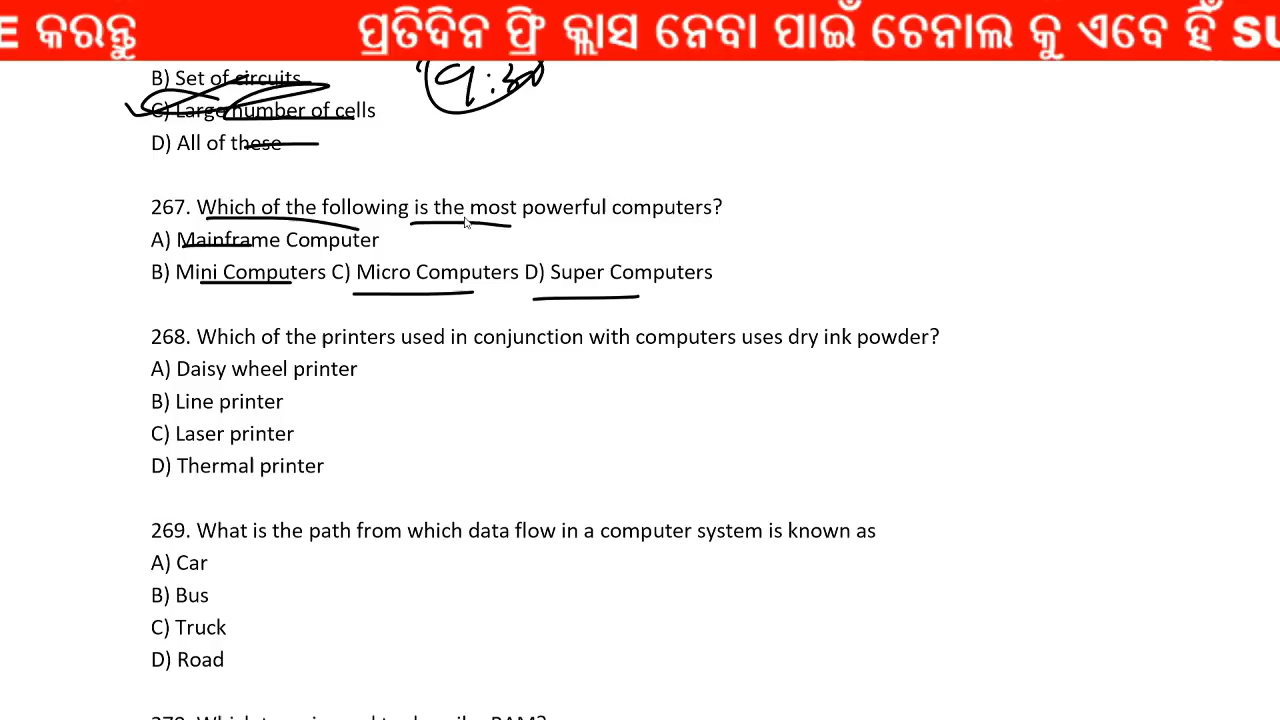 E କରନ୍ତୁ ପ୍ରତିଦିନ ଫ୍ରି କ୍ଲାସ ନେବା ପାଇଁ ଚେନାଲ କୁ ଏବେ ହିଁ SU
B) Set of circuits
9:30
C) Large number of cells
D) All of these
267. Which of the following is the most powerful computers?
A) Mainframe Computer
B) Mini Computers C) Micro Computers D) Super Computers
268. Which of the printers used in conjunction with computers uses dry ink powder?
A) Daisy wheel printer
B) Line printer
C) Laser printer
D) Thermal printer
269. What is the path from which data flow in a computer system is known as
A) Car
B) Bus
C) Truck
D) Road